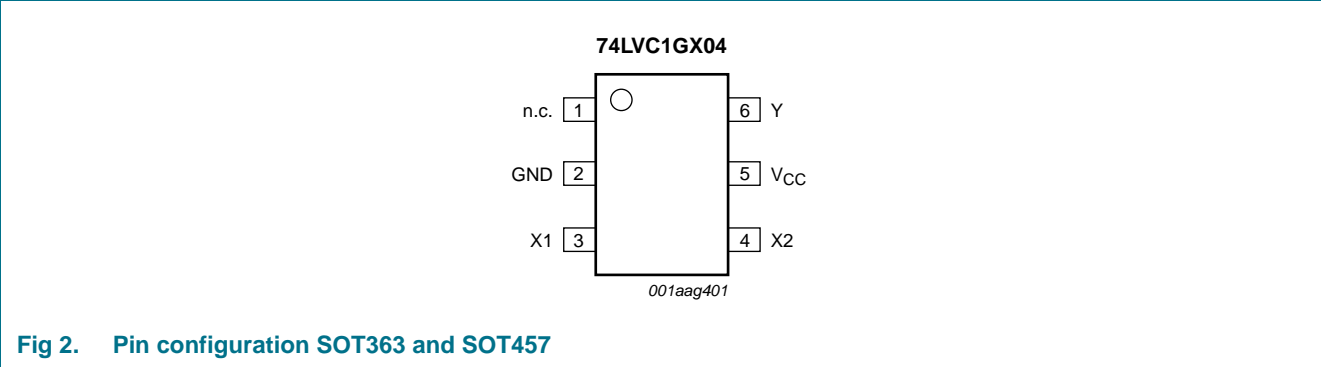 74LVC1GX04
n.c. 1 6 Y
GND 2 5 VCC
X1 3 4 X2
001aag401
Fig 2. Pin configuration SOT363 and SOT457